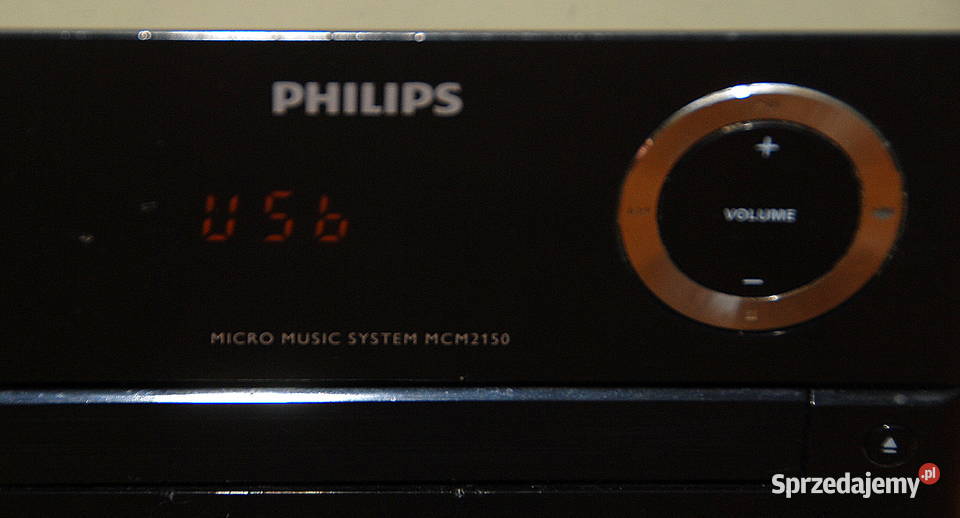 PHILIPS
+
VOLUME
USb
−
MICRO MUSIC SYSTEM MCM2150
Sprzedajemy.pl